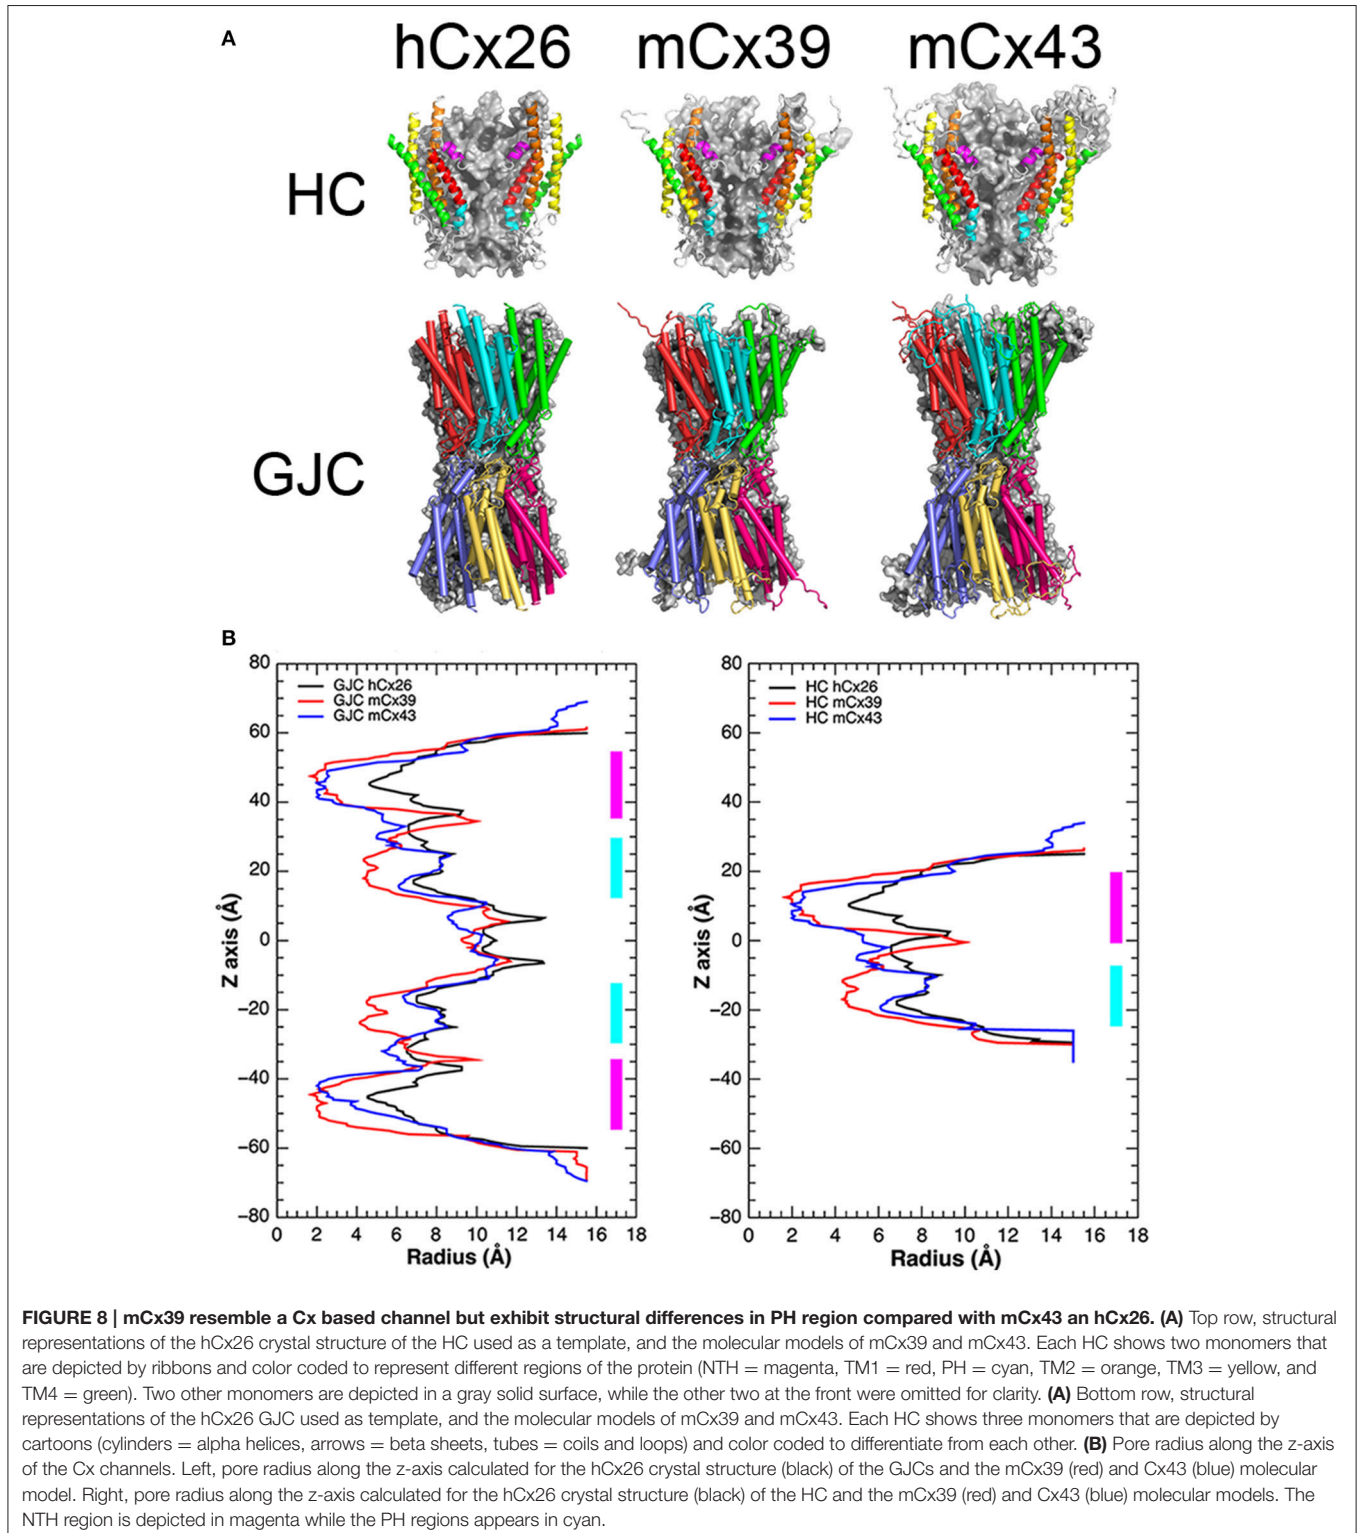 A
hCx26 mCx39 mCx43
HC
GJC
B
80
60
40
20
0
−20
−40
−60
−80
Z axis (Å)
GJC hCx26
GJC mCx39
GJC mCx43
0 2 4 6 8 10 12 14 16 18
Radius (Å)
80
60
40
20
0
−20
−40
−60
−80
Z axis (Å)
HC hCx26
HC mCx39
HC mCx43
0 2 4 6 8 10 12 14 16 18
Radius (Å)
FIGURE 8 | mCx39 resemble a Cx based channel but exhibit structural differences in PH region compared with mCx43 an hCx26. (A) Top row, structural
representations of the hCx26 crystal structure of the HC used as a template, and the molecular models of mCx39 and mCx43. Each HC shows two monomers that
are depicted by ribbons and color coded to represent different regions of the protein (NTH = magenta, TM1 = red, PH = cyan, TM2 = orange, TM3 = yellow, and
TM4 = green). Two other monomers are depicted in a gray solid surface, while the other two at the front were omitted for clarity. (A) Bottom row, structural
representations of the hCx26 GJC used as template, and the molecular models of mCx39 and mCx43. Each HC shows three monomers that are depicted by
cartoons (cylinders = alpha helices, arrows = beta sheets, tubes = coils and loops) and color coded to differentiate from each other. (B) Pore radius along the z-axis
of the Cx channels. Left, pore radius along the z-axis calculated for the hCx26 crystal structure (black) of the GJCs and the mCx39 (red) and Cx43 (blue) molecular
model. Right, pore radius along the z-axis calculated for the hCx26 crystal structure (black) of the HC and the mCx39 (red) and Cx43 (blue) molecular models. The
NTH region is depicted in magenta while the PH regions appears in cyan.